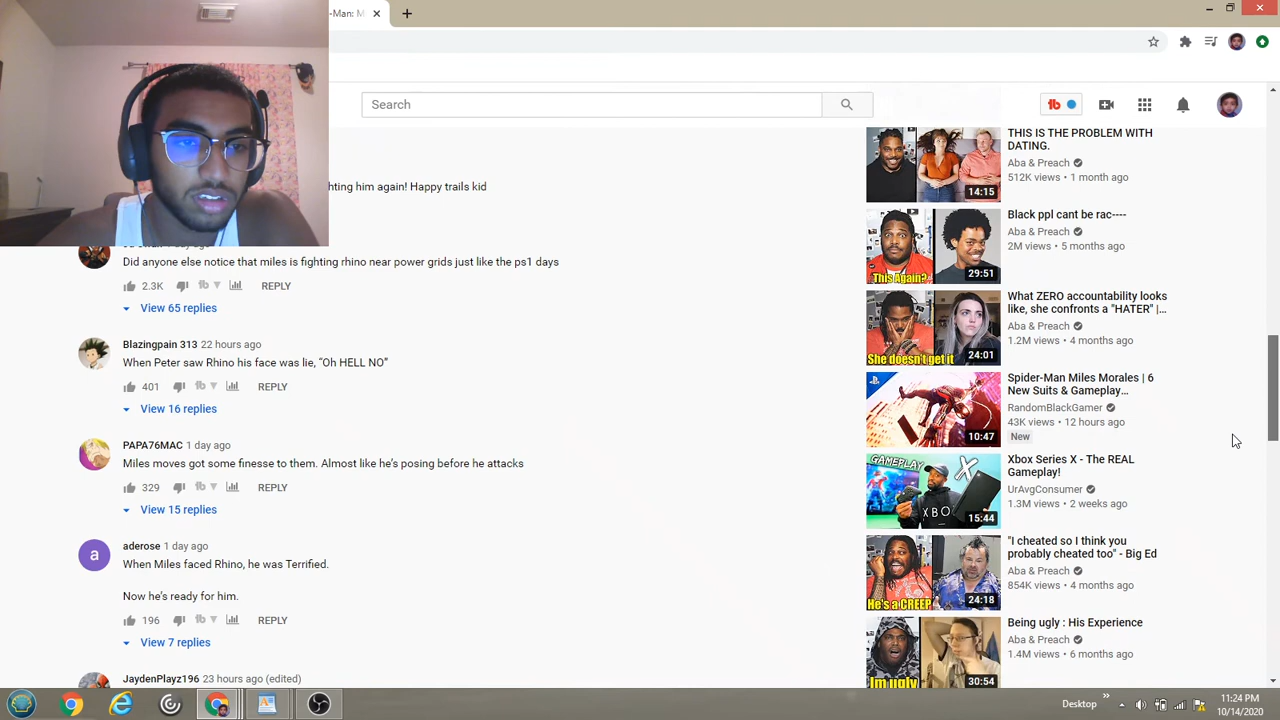 -Man: M
Search
THIS IS THE PROBLEM WITH
DATING.
Aba & Preach
512K views • 1 month ago
14:15
hting him again! Happy trails kid
Black ppl cant be rac----
Aba & Preach
2M views • 5 months ago
This Again?
29:51
Did anyone else notice that miles is fighting rhino near power grids just like the ps1 days
2.3K
REPLY
View 65 replies
What ZERO accountability looks
like, she confronts a "HATER" |...
Aba & Preach
1.2M views • 4 months ago
She doesn't get it
24:01
Blazingpain 313 22 hours ago
When Peter saw Rhino his face was lie, “Oh HELL NO”
401
REPLY
View 16 replies
Spider-Man Miles Morales | 6
New Suits & Gameplay...
RandomBlackGamer
43K views • 12 hours ago
New
10:47
PAPA76MAC 1 day ago
Miles moves got some finesse to them. Almost like he’s posing before he attacks
329
REPLY
View 15 replies
Xbox Series X - The REAL
Gameplay!
UrAvgConsumer
1.3M views • 2 weeks ago
GAMEPLAY
XBO
15:44
a
aderose 1 day ago
When Miles faced Rhino, he was Terrified.
Now he’s ready for him.
196
REPLY
View 7 replies
"I cheated so I think you
probably cheated too" - Big Ed
Aba & Preach
854K views • 4 months ago
He's a CREEP
24:18
Being ugly : His Experience
Aba & Preach
1.4M views • 6 months ago
Im ugly
30:54
JaydenPlayz196 23 hours ago (edited)
Desktop
11:24 PM
10/14/2020